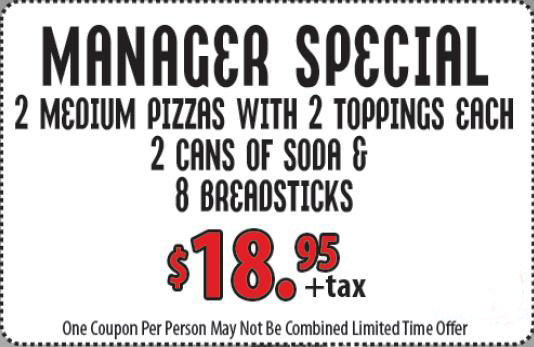 MANAGER SPECIAL
2 MEDIUM PIZZAS WITH 2 TOPPINGS EACH
2 CANS OF SODA &
8 BREADSTICKS
$18.95
+tax
One Coupon Per Person May Not Be Combined Limited Time Offer